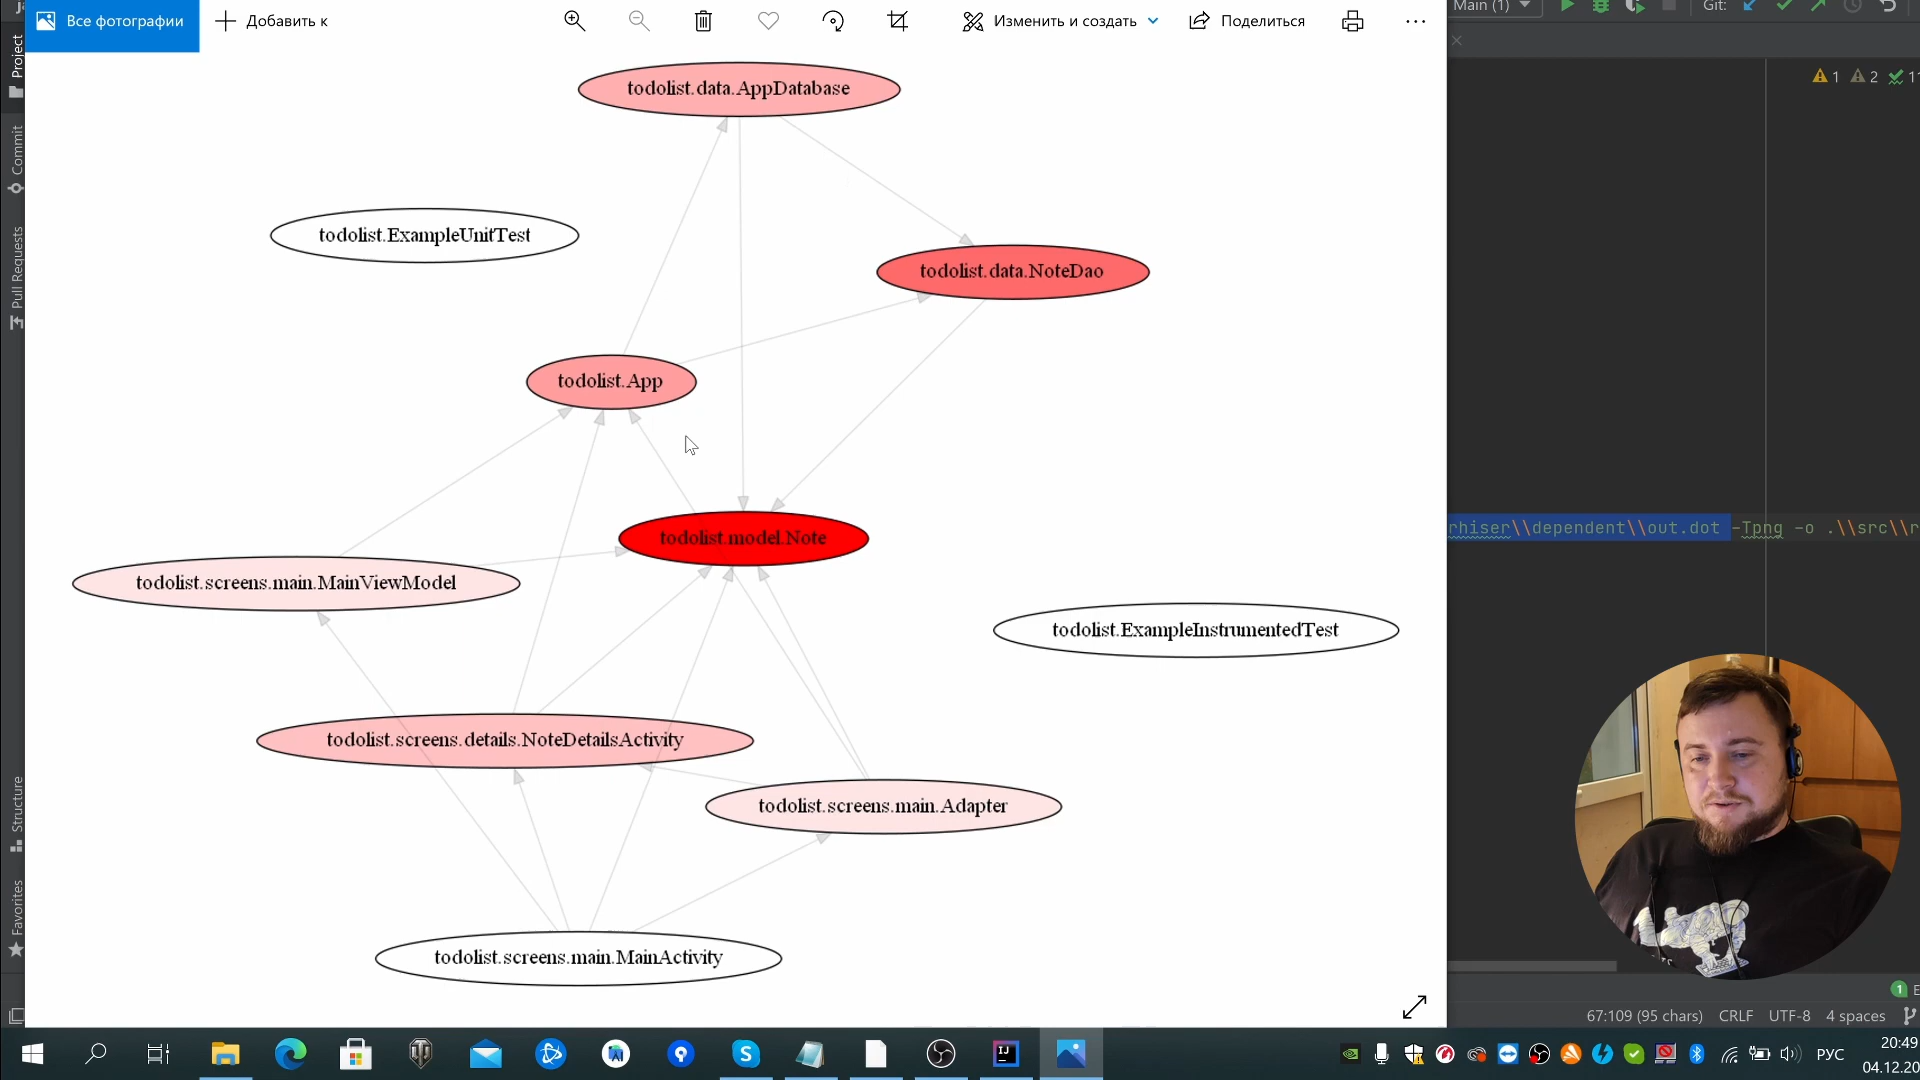 Все фотографии
Добавить к
Изменить и создать
Поделиться
Main (1)
Git:
Project
Commit
Pull Requests
Structure
Favorites
1
2
todolist.data.AppDatabase
todolist.ExampleUnitTest
todolist.data.NoteDao
todolist.App
todolist.model.Note
rhiser\\dependent\\out.dot -Tpng -o .\\src\\r
todolist.screens.main.MainViewModel
todolist.ExampleInstrumentedTest
todolist.screens.details.NoteDetailsActivity
todolist.screens.main.Adapter
todolist.screens.main.MainActivity
1 E
67:109 (95 chars) CRLF UTF-8 4 spaces
РУС
20:49
04.12.20